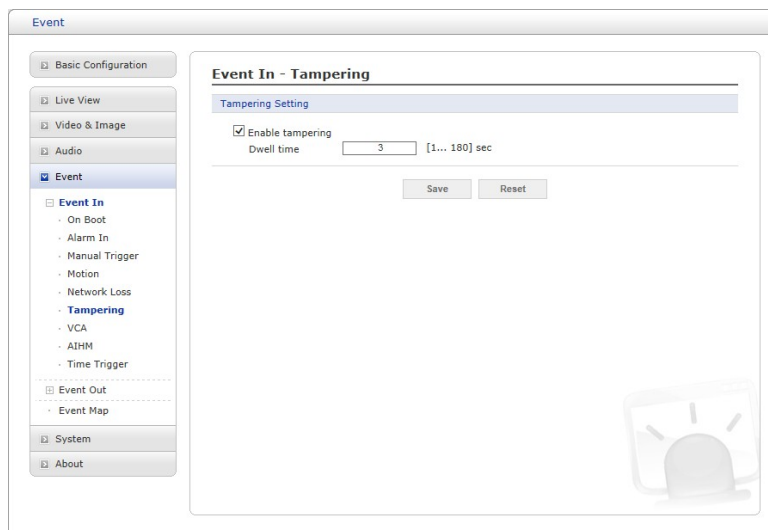 Event
Basic Configuration
Live View
Video & Image
Audio
Event
Event In
On Boot
Alarm In
Manual Trigger
Motion
Network Loss
Tampering
VCA
AIHM
Time Trigger
Event Out
Event Map
System
About
Event In - Tampering
Tampering Setting
Enable tampering
Dwell time 3 [1... 180] sec
Save Reset